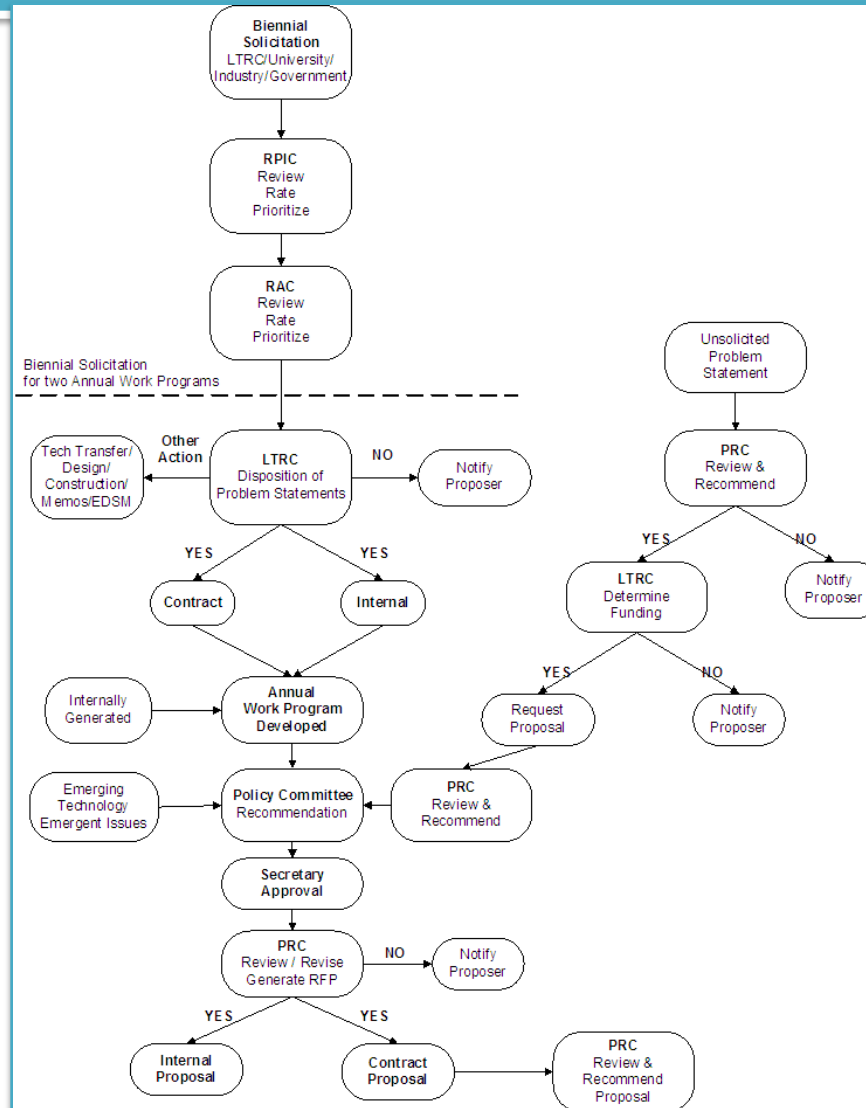 Biennial
Solicitation
LTRC/University/
Industry/Government
RPIC
Review
Rate
Prioritize
RAC
Review
Rate
Prioritize
Unsolicited
Problem
Statement
Biennial Solicitation
for two Annual Work Programs
Tech Transfer/
Design/
Construction/
Memos/EDSM
Other
Action
LTRC
Disposition of
Problem Statements
NO
Notify
Proposer
PRC
Review &
Recommend
YES
YES
YES
NO
Contract
Internal
LTRC
Determine
Funding
Notify
Proposer
Internally
Generated
Annual
Work Program
Developed
YES
NO
Request
Proposal
Notify
Proposer
Emerging
Technology
Emergent Issues
Policy Committee
Recommendation
PRC
Review &
Recommend
Secretary
Approval
PRC
Review / Revise
Generate RFP
NO
Notify
Proposer
YES
YES
Internal
Proposal
Contract
Proposal
PRC
Review &
Recommend
Proposal